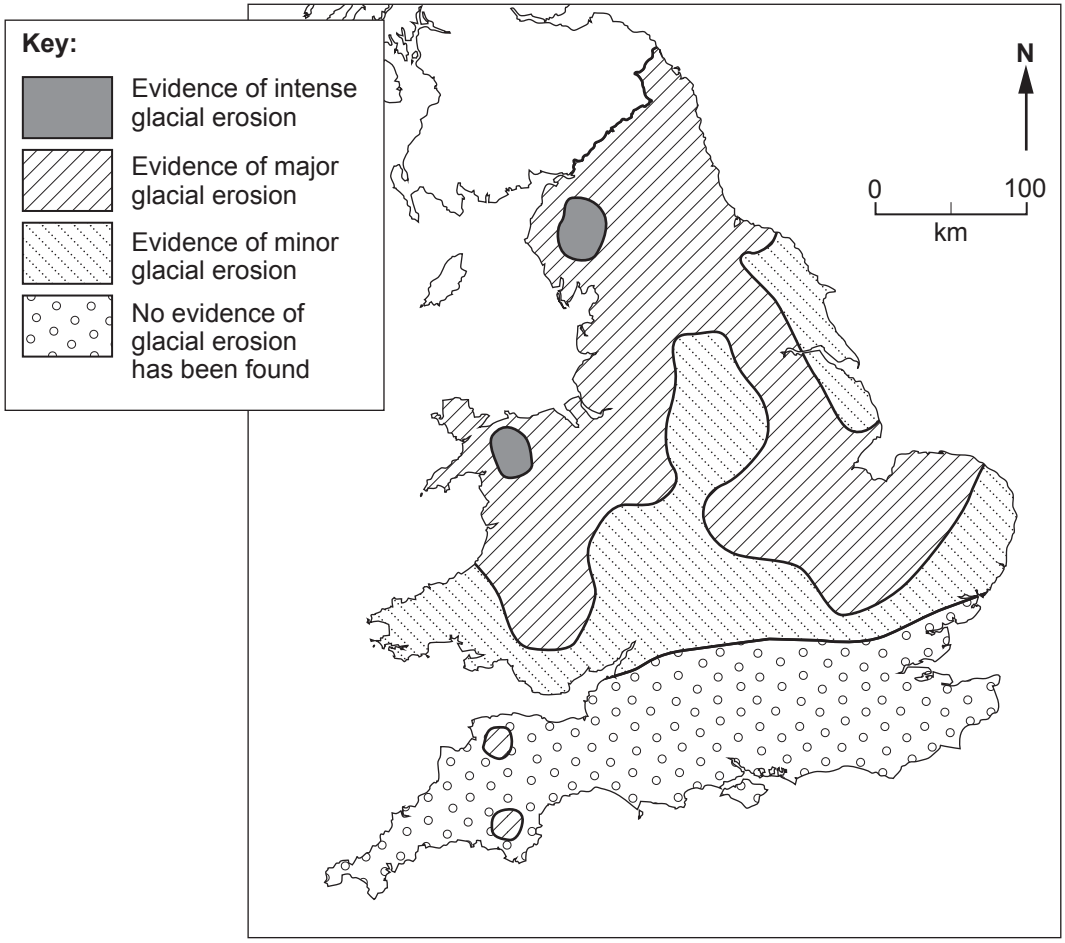 Key:
Evidence of intense
glacial erosion
Evidence of major
glacial erosion
Evidence of minor
glacial erosion
No evidence of
glacial erosion
has been found
N
0 100
km